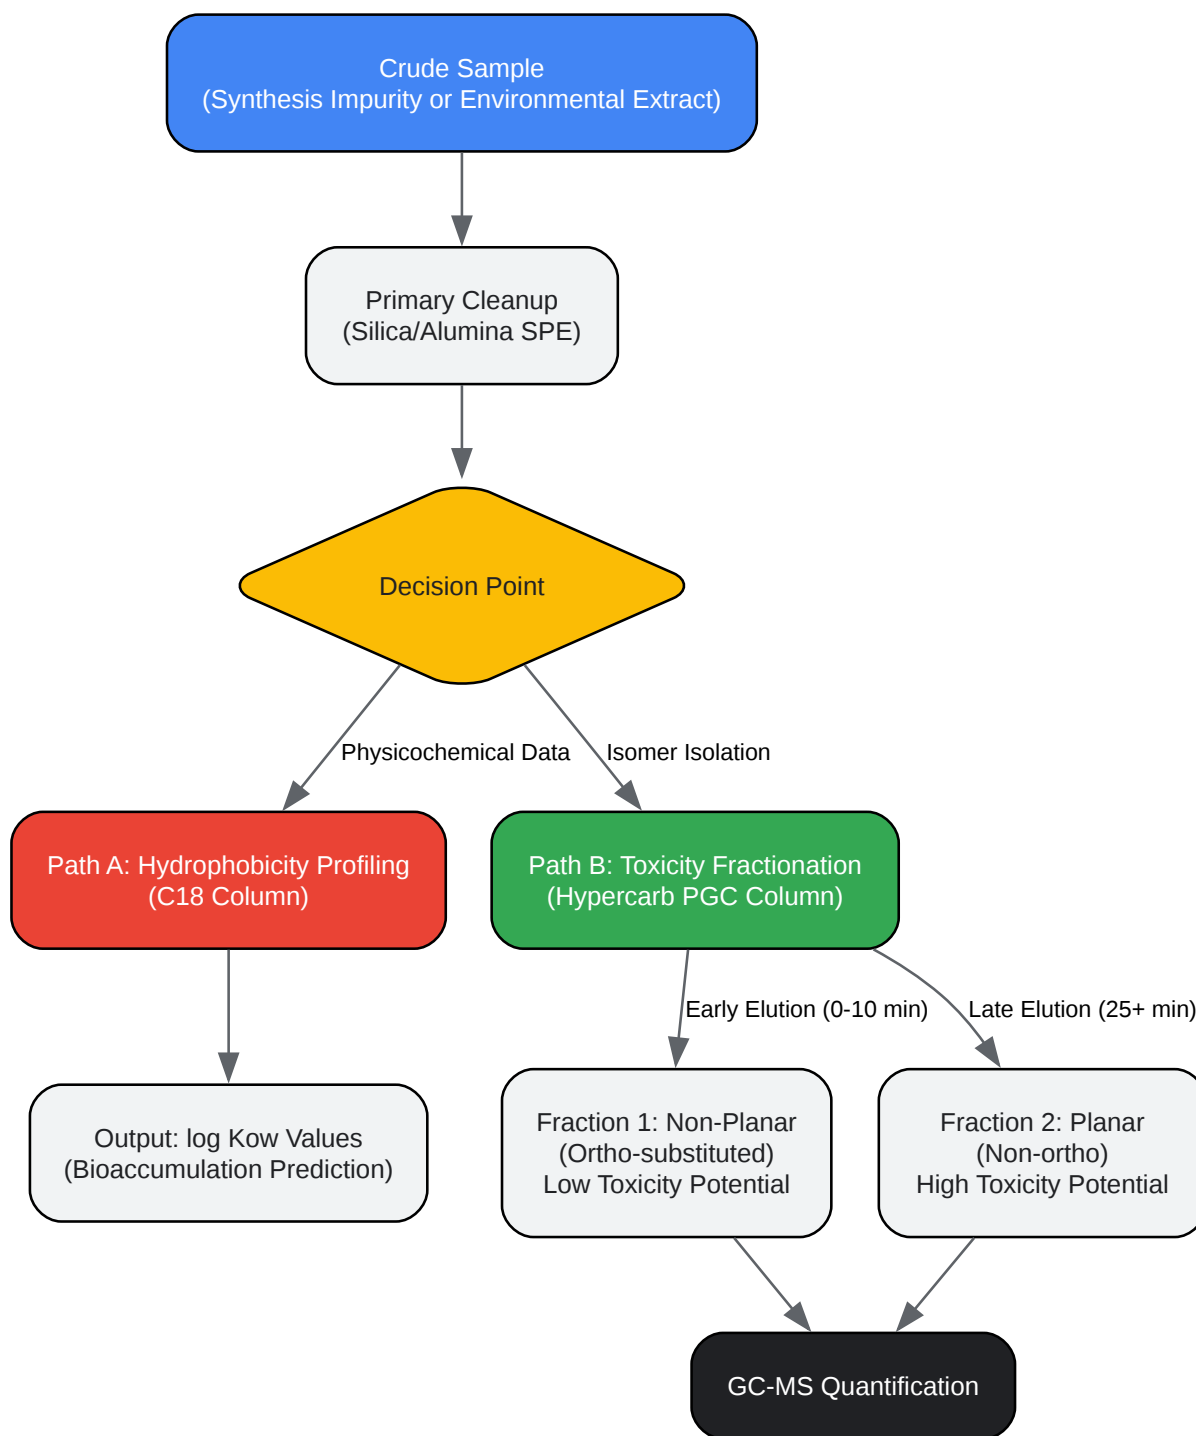 Crude Sample
(Synthesis Impurity or Environmental Extract)
Primary Cleanup
(Silica/Alumina SPE)
Decision Point
Physicochemical Data
Isomer Isolation
Path A: Hydrophobicity Profiling
(C18 Column)
Path B: Toxicity Fractionation
(Hypercarb PGC Column)
Early Elution (0-10 min)
Late Elution (25+ min)
Output: log Kow Values
(Bioaccumulation Prediction)
Fraction 1: Non-Planar
(Ortho-substituted)
Low Toxicity Potential
Fraction 2: Planar
(Non-ortho)
High Toxicity Potential
GC-MS Quantification